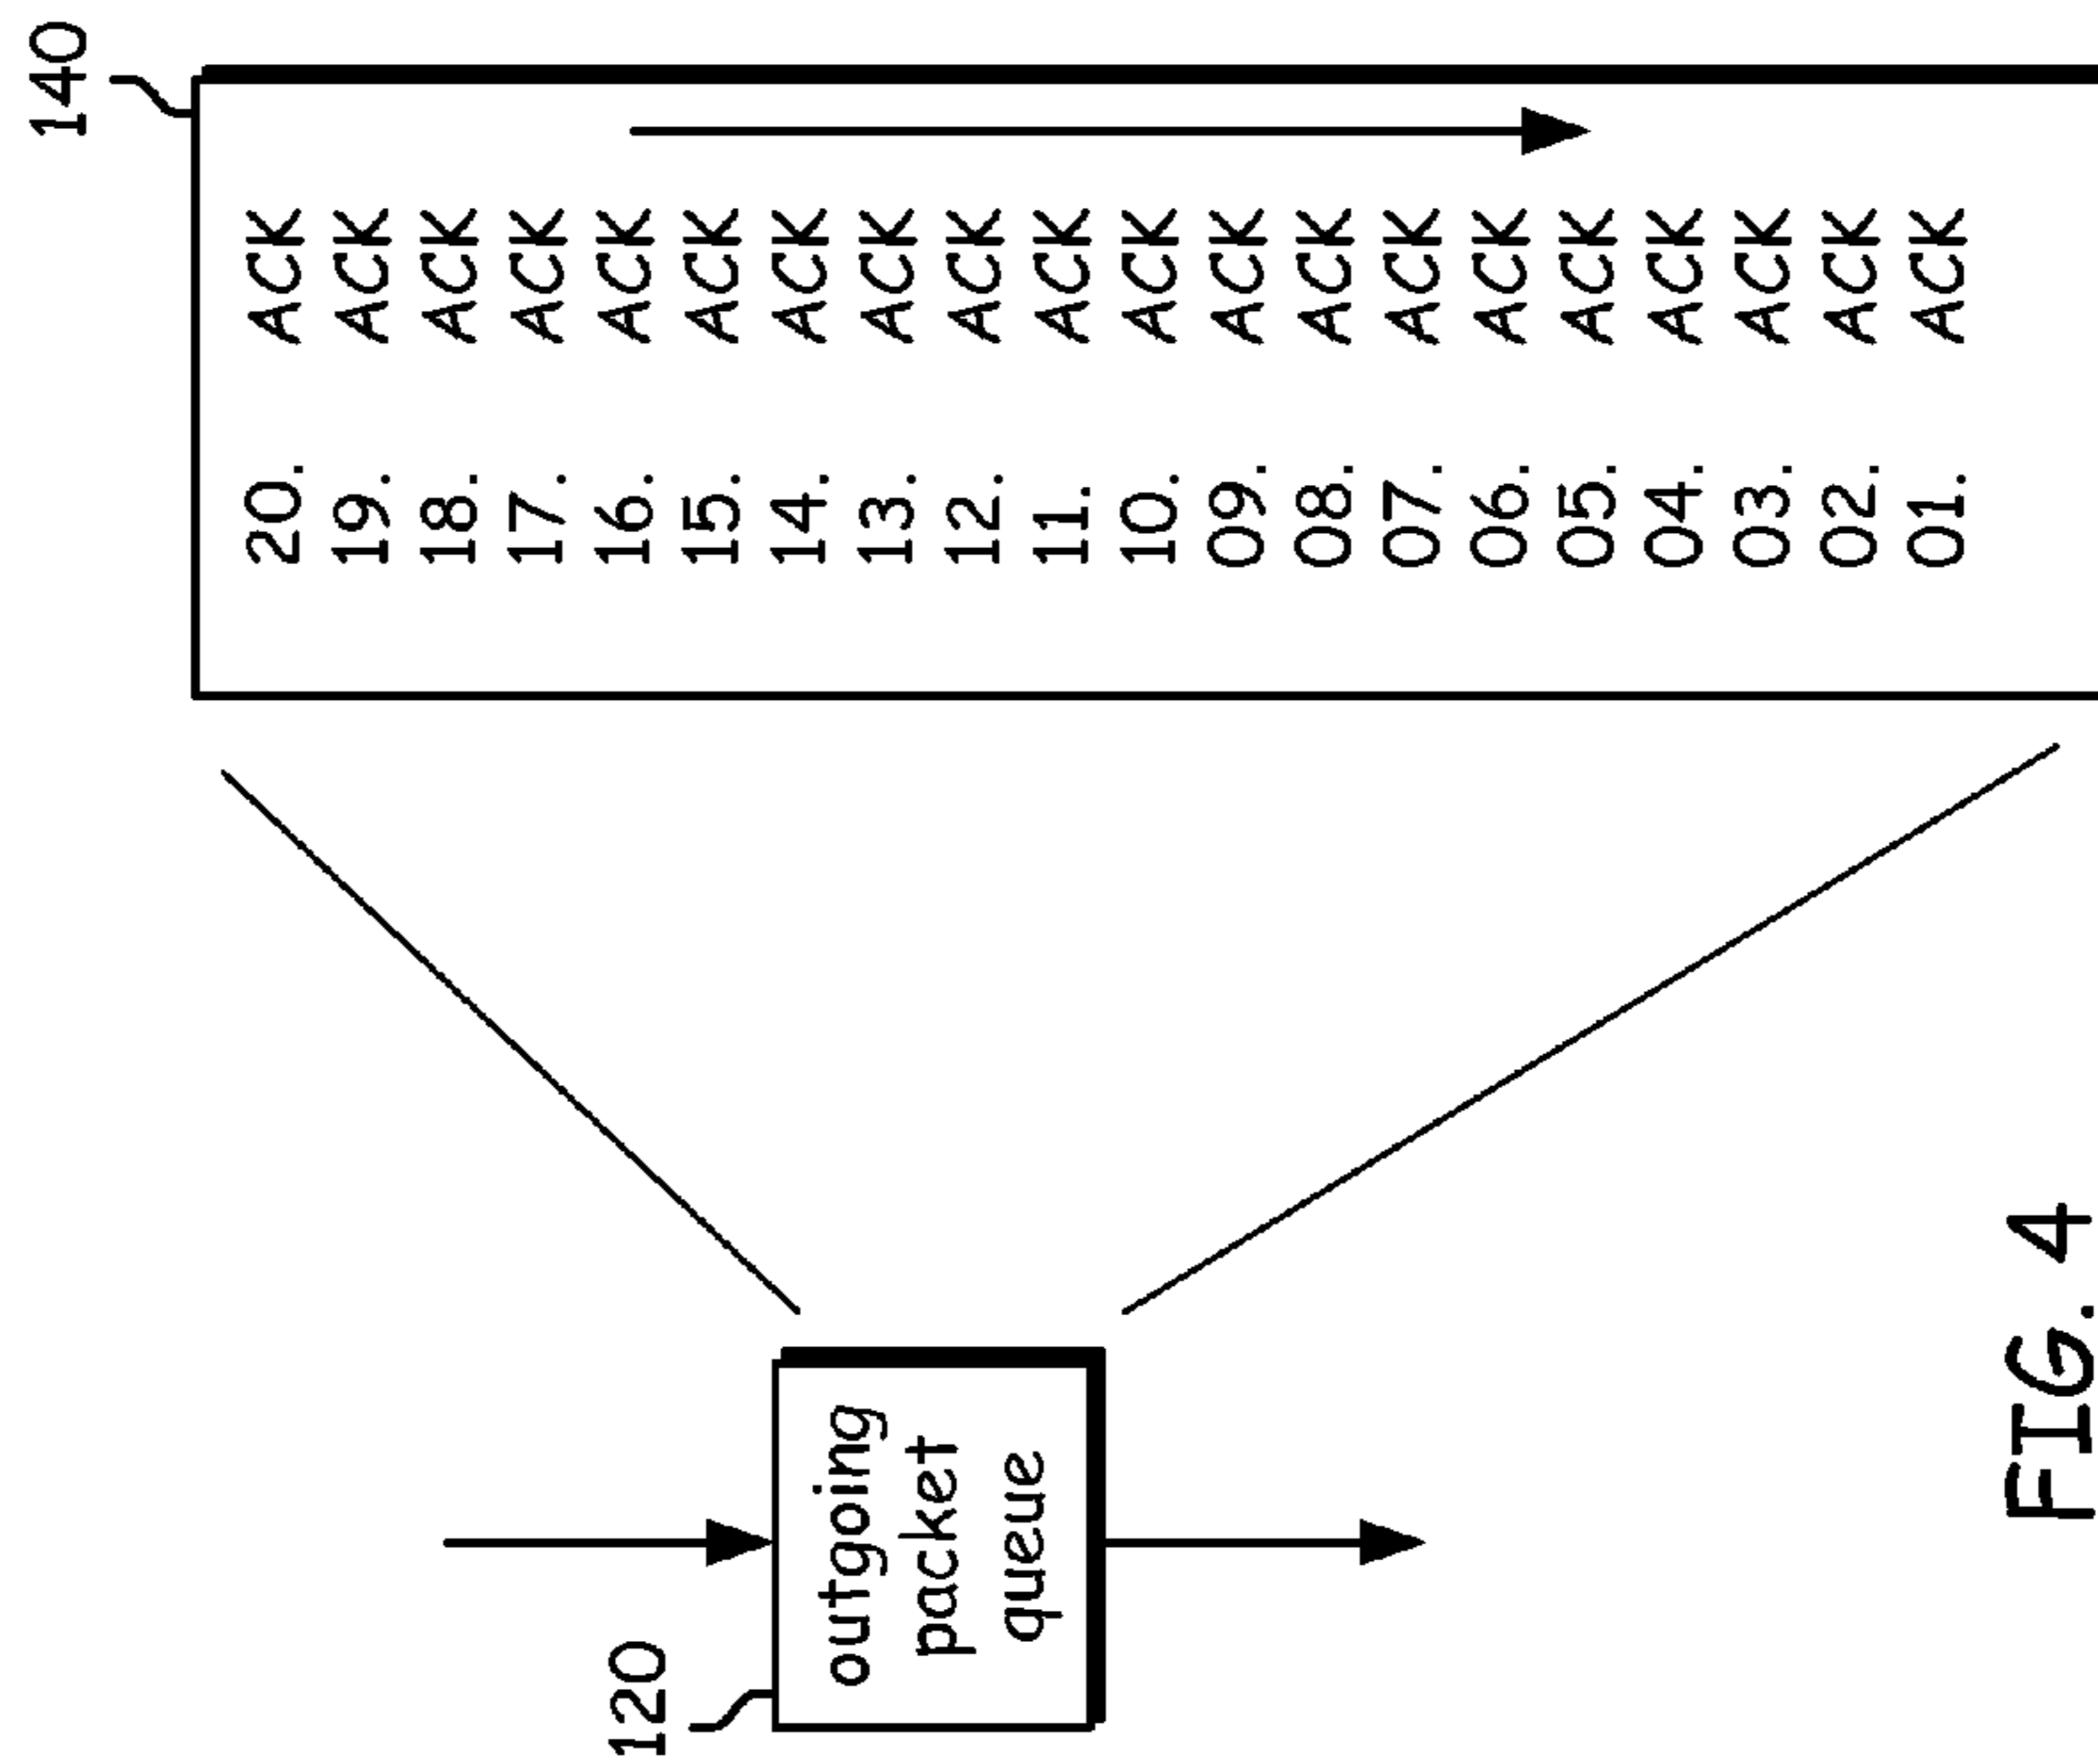 140
20. ACK
19. ACK
18. ACK
17. ACK
16. ACK
15. ACK
14. ACK
13. ACK
12. ACK
11. ACK
10. ACK
09. ACK
08. ACK
07. ACK
06. ACK
05. ACK
04. ACK
03. ACK
02. ACK
01. ACK
120
outgoing
packet
queue
FIG. 4